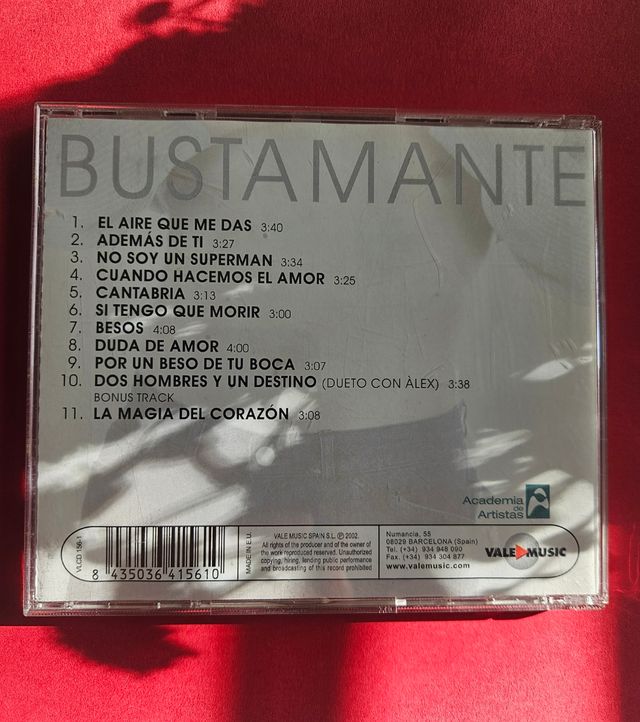 BUSTAMANTE
1. EL AIRE QUE ME DAS 3:40
2. ADEMÁS DE TI 3:27
3. NO SOY UN SUPERMAN 3:34
4. CUANDO HACEMOS EL AMOR 3:25
5. CANTABRIA 3:13
6. SI TENGO QUE MORIR 3:00
7. BESOS 4:08
8. DUDA DE AMOR 4:00
9. POR UN BESO DE TU BOCA 3:07
10. DOS HOMBRES Y UN DESTINO (DUETO CON ÀLEX) 3:38
BONUS TRACK
11. LA MAGIA DEL CORAZÓN 3:08
Academia
de
Artistas
VLCD 156-1
8 435036 415610
MADE IN E.U.
VALE MUSIC SPAIN S.L. ℗ 2002.
All rights of the producer and of the owner of
the work reproduced reserved. Unauthorized
copying, hiring, lending public performance
and broadcasting of this record prohibited
Numancia, 55
08029 BARCELONA (Spain)
Tel. (+34) 934 948 090
Fax. (+34) 934 304 877
www.valemusic.com
VALE MUSIC